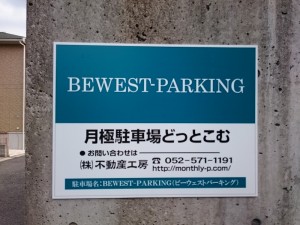 BEWEST-PARKING
月極駐車場どっとこむ
●お問い合わせは
㈱不動産工房 ☎052-571-1191
http://monthly-p.com/
駐車場名:BEWEST-PARKING(ビーウエストパーキング)